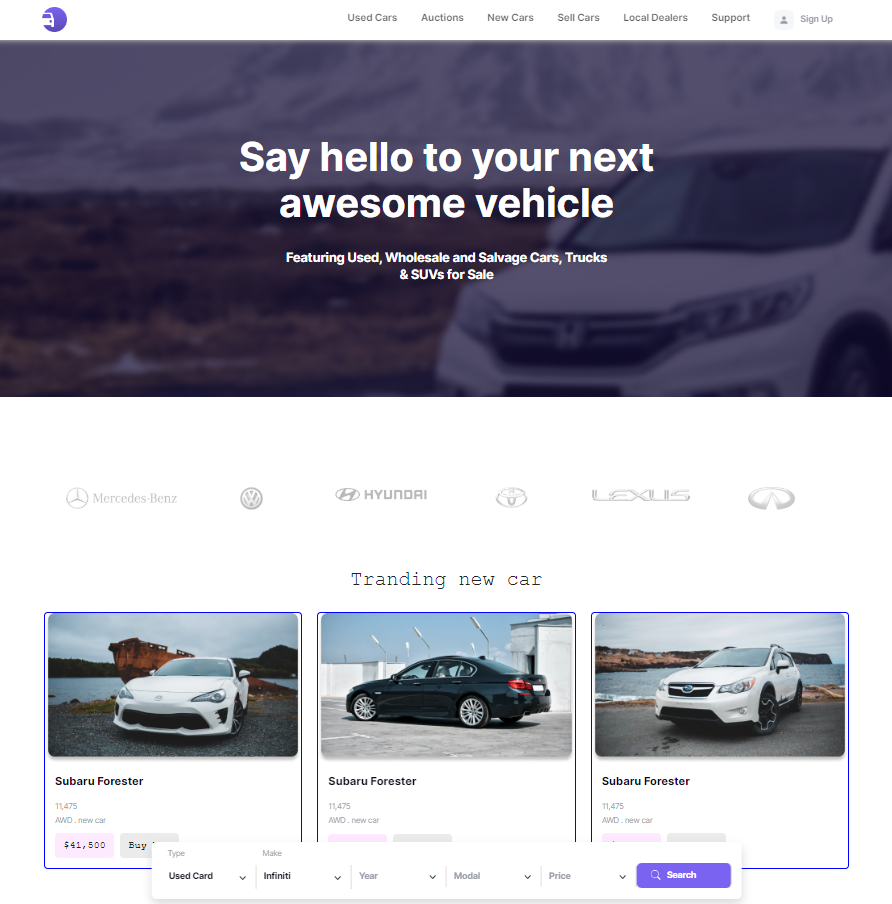 Used Cars Auctions New Cars Sell Cars Local Dealers Support Sign Up
Say hello to your next
awesome vehicle
Featuring Used, Wholesale and Salvage Cars, Trucks
& SUVs for Sale
Mercedes-Benz HYUNDAI LEXUS
Tranding new car
Subaru Forester Subaru Forester Subaru Forester
11,475 11,475 11,475
AWD . new car AWD . new car AWD . new car
$41,500 Buy
Type Make
Used Card Infiniti Year Modal Price Search